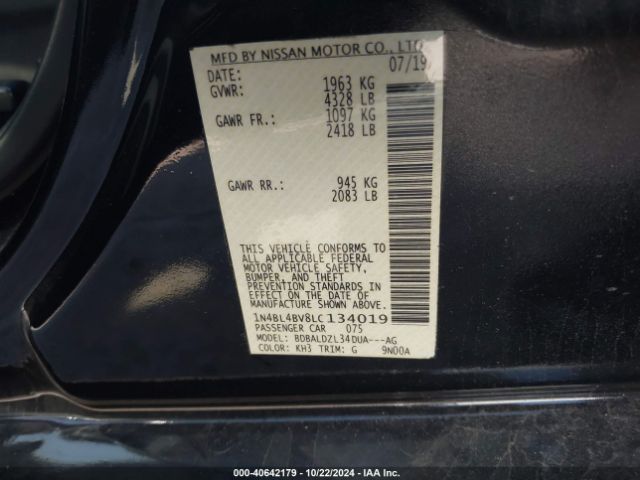 MFD BY NISSAN MOTOR CO., LTD
DATE: 07/19
GVWR: 1963 KG
4328 LB
GAWR FR.: 1097 KG
2418 LB
GAWR RR.: 945 KG
2083 LB
THIS VEHICLE CONFORMS TO
ALL APPLICABLE FEDERAL
MOTOR VEHICLE SAFETY,
BUMPER, AND THEFT
PREVENTION STANDARDS IN
EFFECT ON THE DATE OF
MANUFACTURE SHOWN ABOVE.
1N4BL4BV8LC134019
PASSENGER CAR 075
MODEL: BDBALDZL34DUA---AG
COLOR: KH3 TRIM: G 9N00A
000-40642179 | 10/22/2024 | IAA Inc.